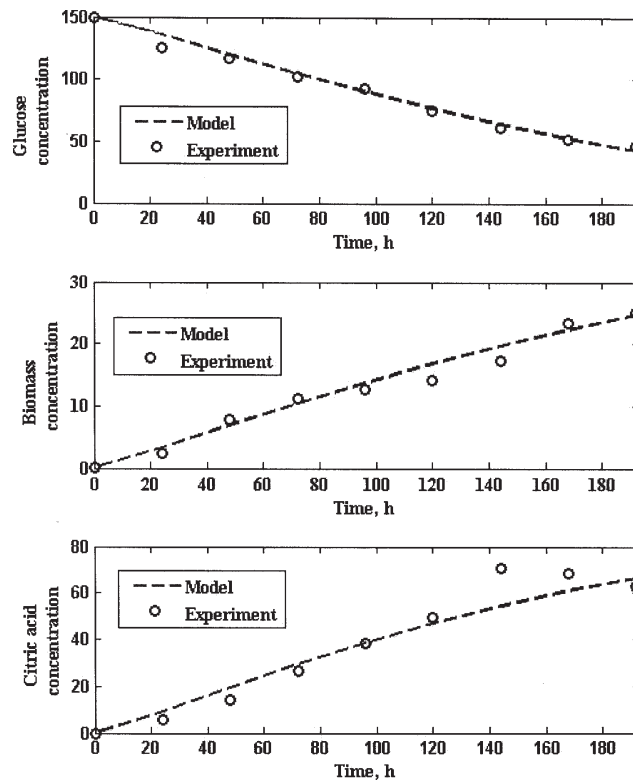 150
100
50
0
Glucose
concentration
Model
Experiment
0 20 40 60 80 100 120 140 160 180
Time, h
30
20
10
0
Biomass
concentration
Model
Experiment
0 20 40 60 80 100 120 140 160 180
Time, h
80
60
40
20
0
Citric acid
concentration
Model
Experiment
0 20 40 60 80 100 120 140 160 180
Time, h